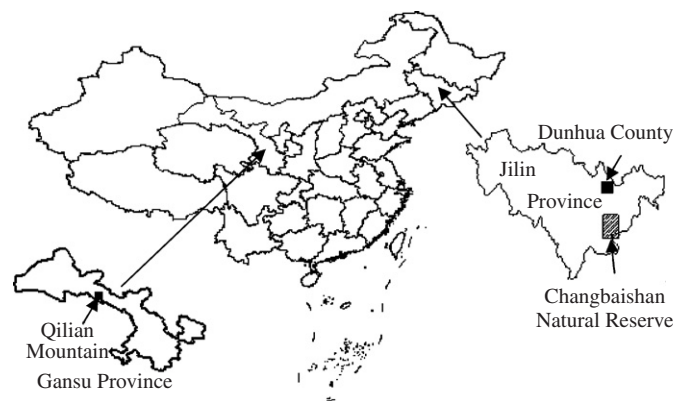 Dunhua County
Jilin
Province
Changbaishan
Natural Reserve
Qilian
Mountain
Gansu Province